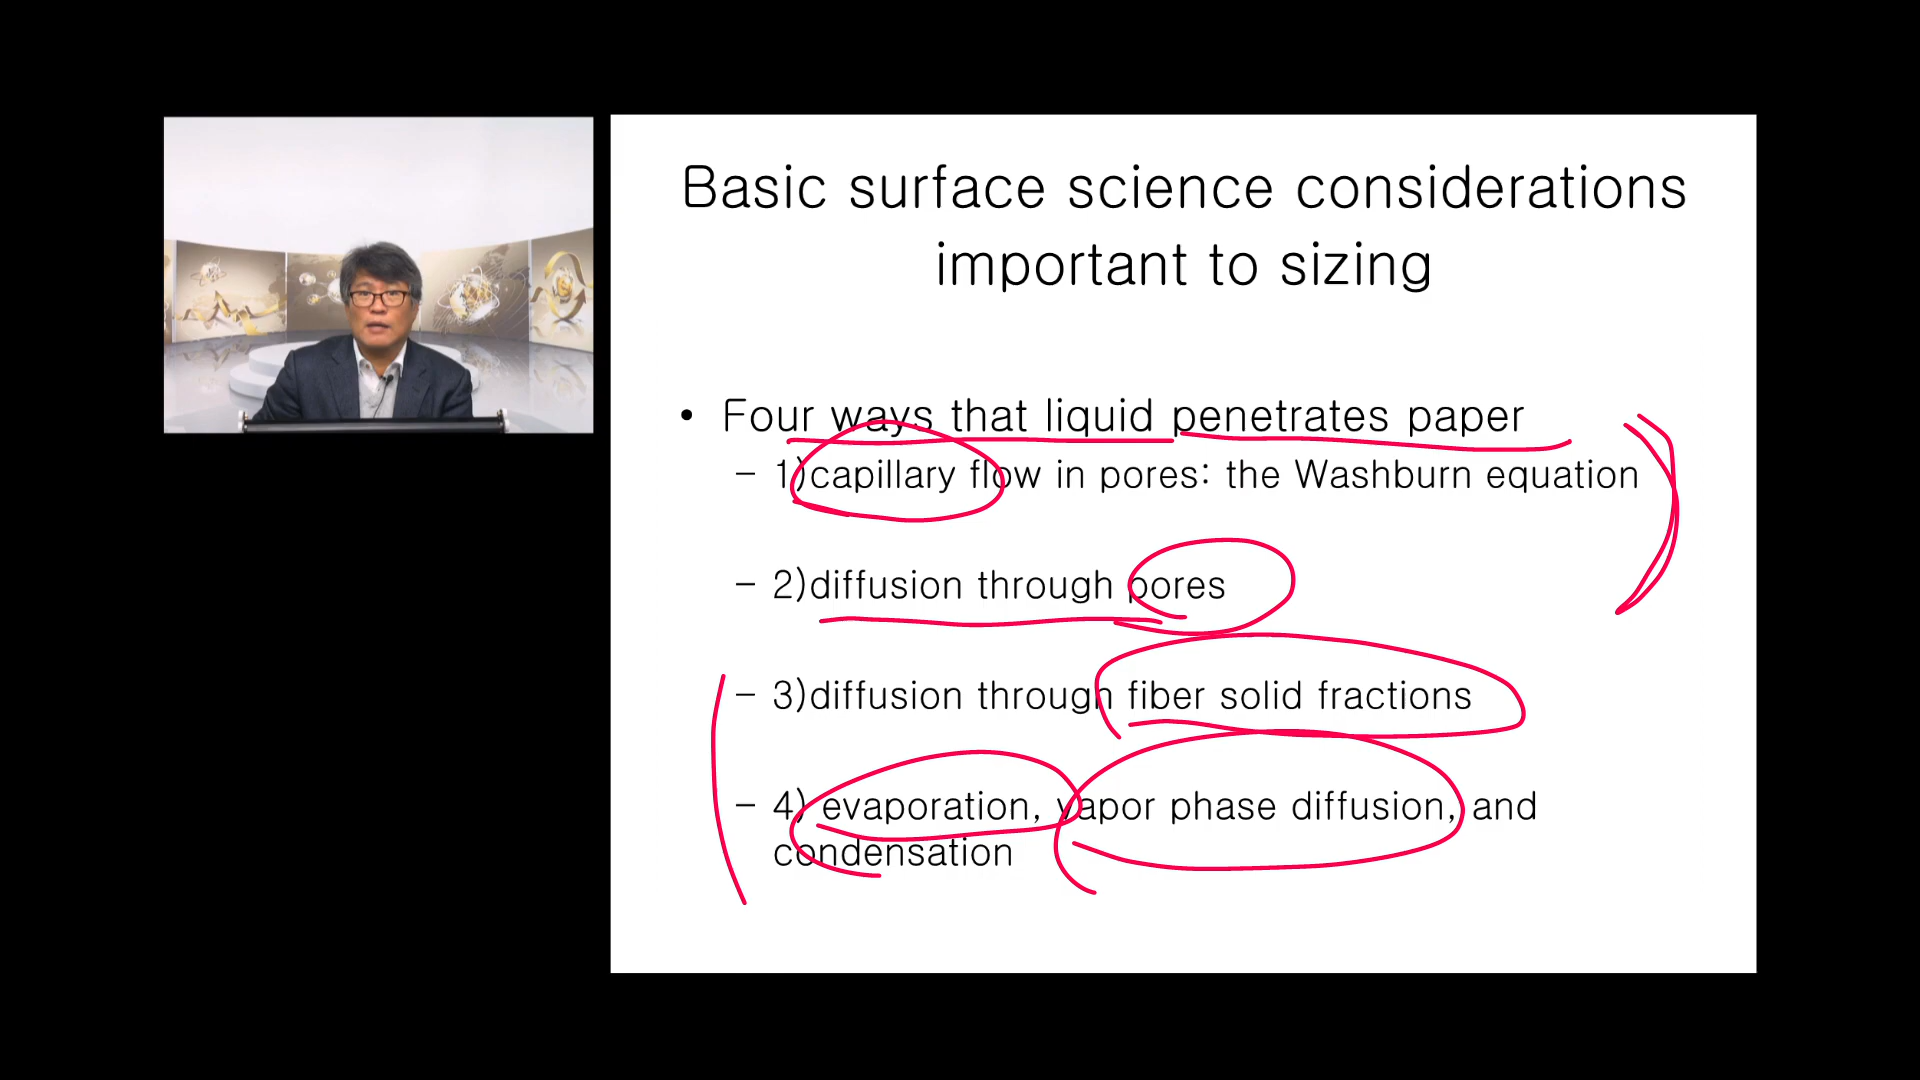 Basic surface science considerations
important to sizing
• Four ways that liquid penetrates paper
– 1)capillary flow in pores: the Washburn equation
– 2)diffusion through pores
– 3)diffusion through fiber solid fractions
– 4) evaporation, vapor phase diffusion, and
condensation